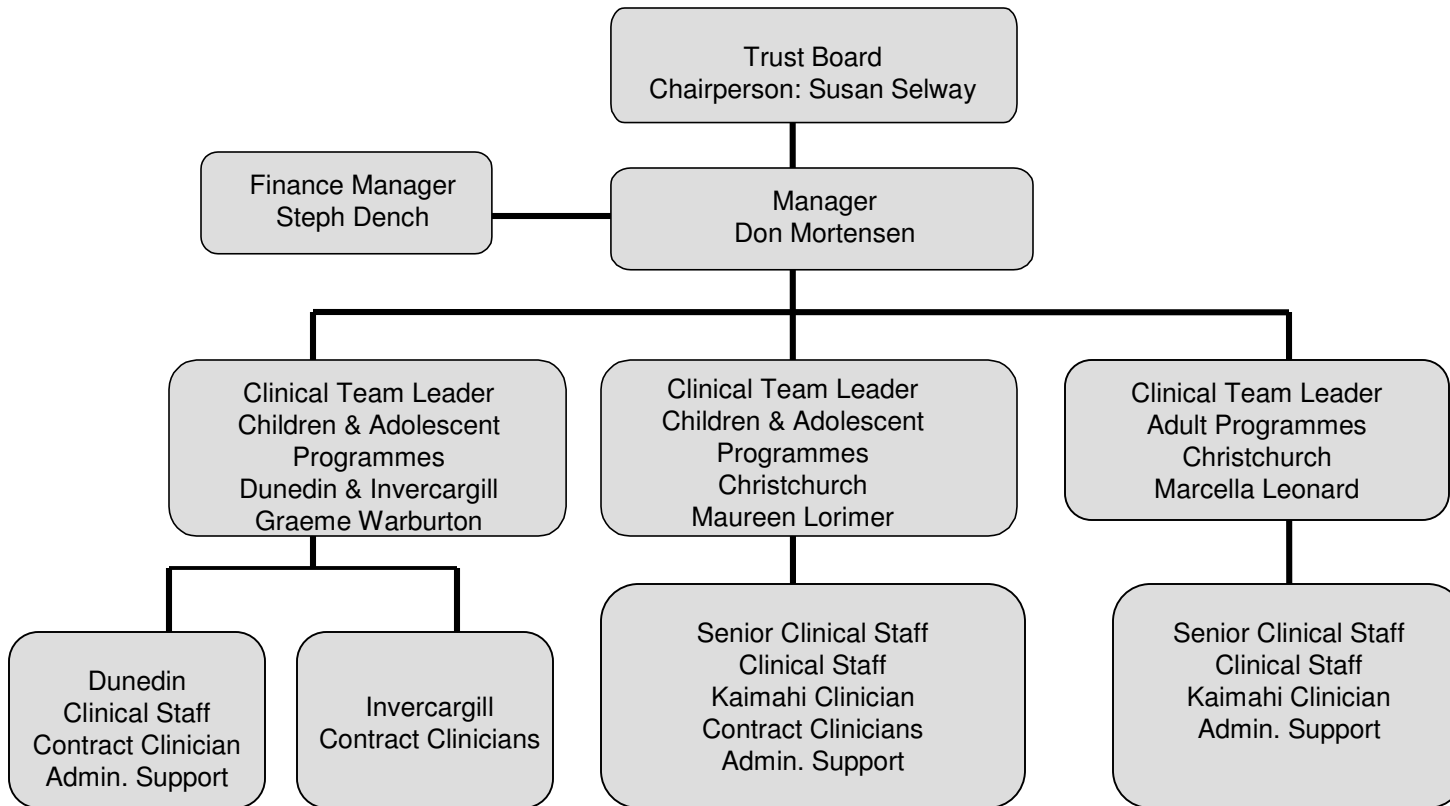 Trust Board
Chairperson: Susan Selway
Finance Manager
Steph Dench
Manager
Don Mortensen
Clinical Team Leader
Children & Adolescent
Programmes
Dunedin & Invercargill
Graeme Warburton
Clinical Team Leader
Children & Adolescent
Programmes
Christchurch
Maureen Lorimer
Clinical Team Leader
Adult Programmes
Christchurch
Marcella Leonard
Dunedin
Clinical Staff
Contract Clinician
Admin. Support
Invercargill
Contract Clinicians
Senior Clinical Staff
Clinical Staff
Kaimahi Clinician
Contract Clinicians
Admin. Support
Senior Clinical Staff
Clinical Staff
Kaimahi Clinician
Admin. Support